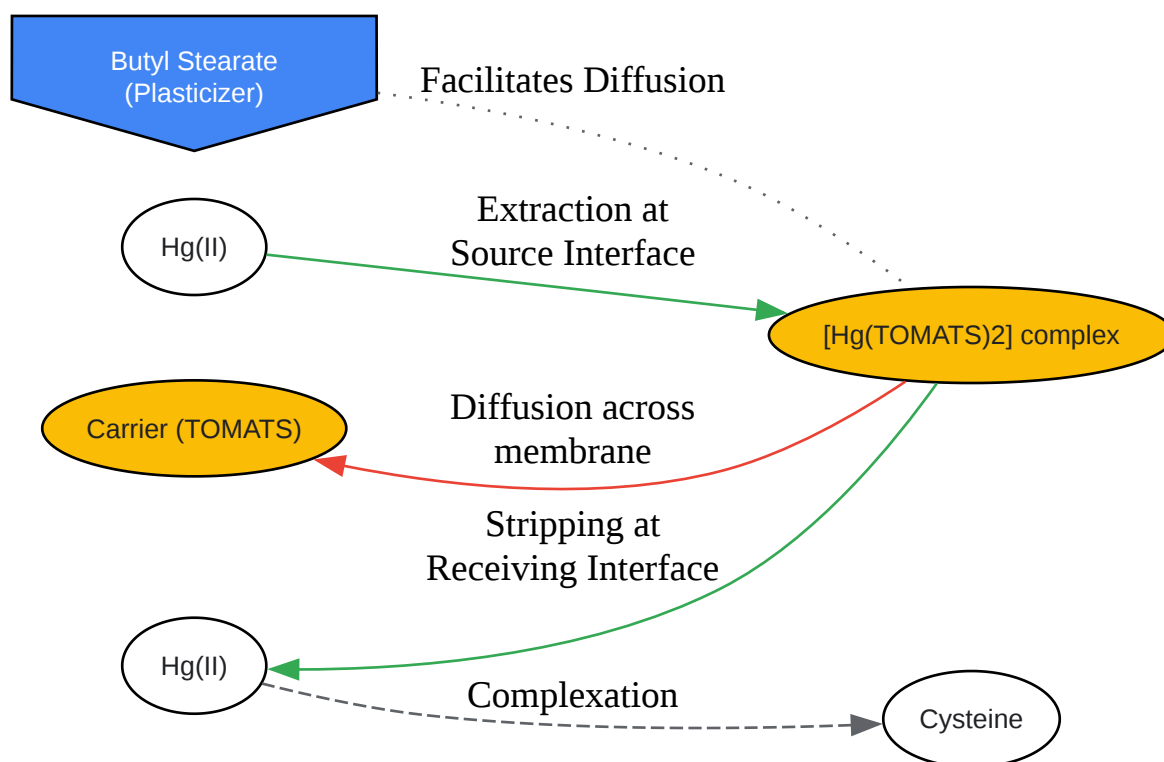 Butyl Stearate
(Plasticizer)
Facilitates Diffusion
Extraction at
Source Interface
Hg(II)
[Hg(TOMATS)2] complex
Diffusion across
membrane
Carrier (TOMATS)
Stripping at
Receiving Interface
Hg(II)
Complexation
Cysteine